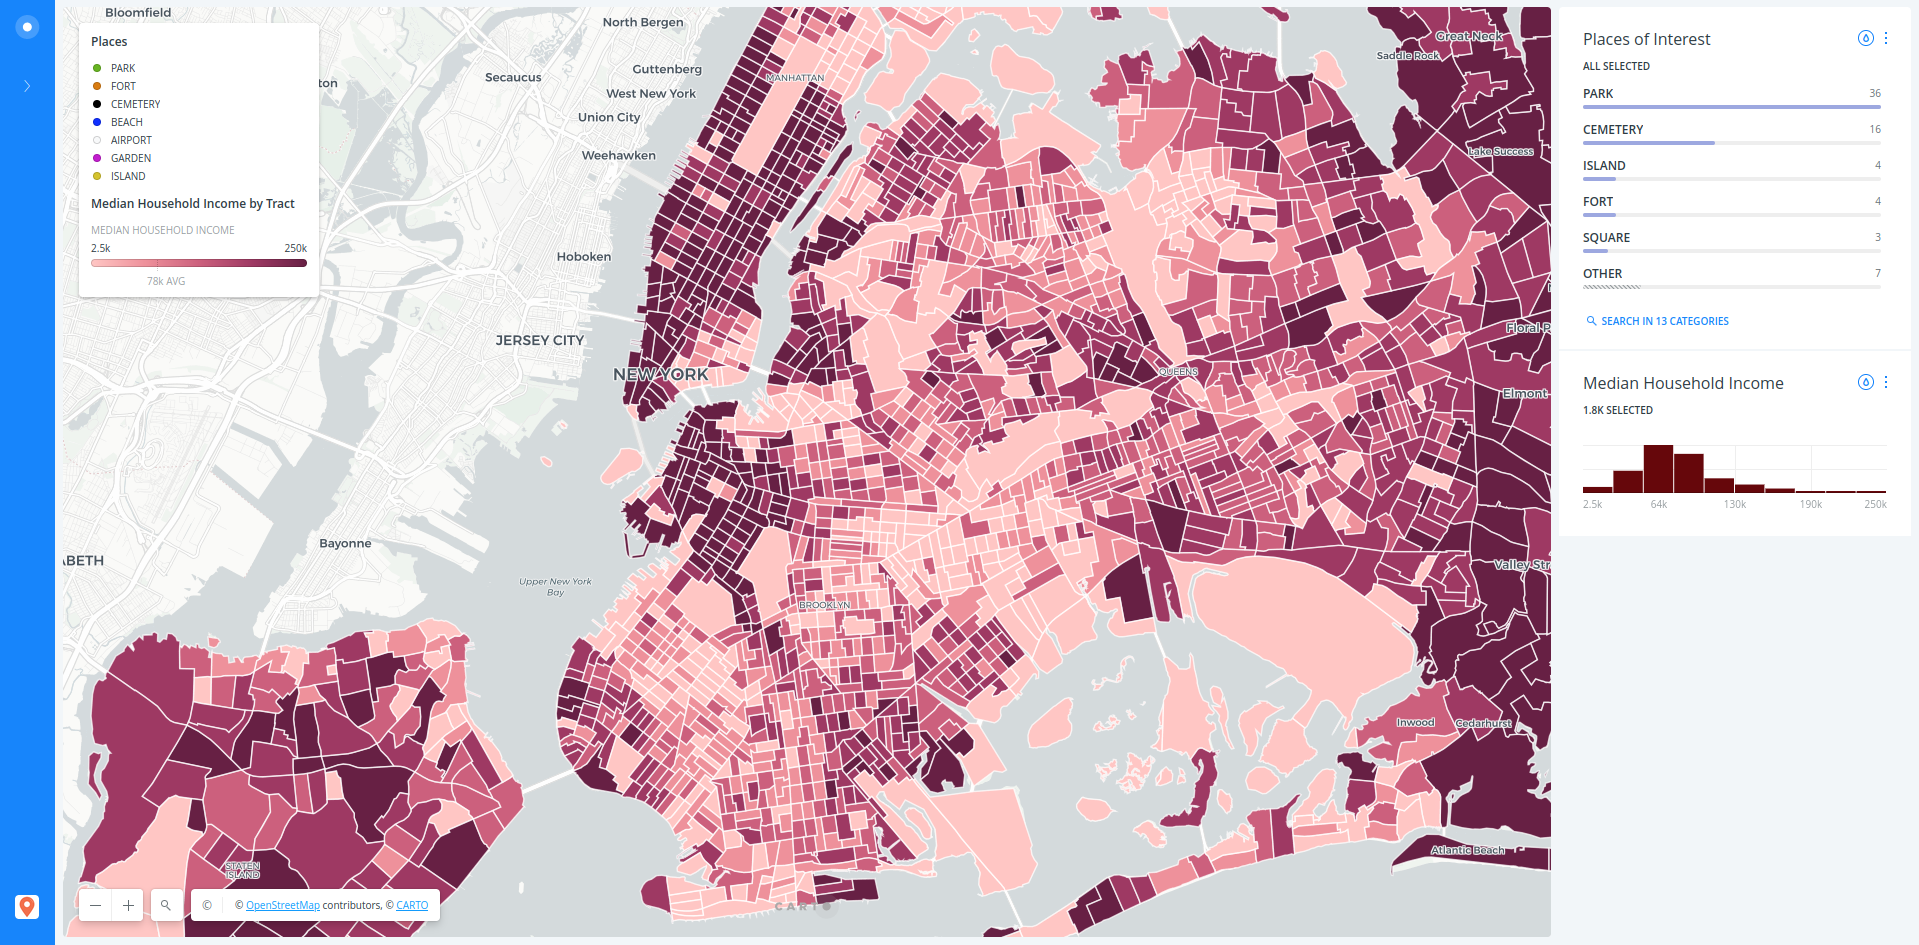 Places
PARK
FORT
CEMETERY
BEACH
AIRPORT
GARDEN
ISLAND
Median Household Income by Tract
MEDIAN HOUSEHOLD INCOME
2.5k 250k
78k AVG
Bloomfield
North Bergen
Guttenberg
Secaucus
West New York
Union City
Weehawken
Hoboken
JERSEY CITY
NEW YORK
MANHATTAN
ton
Great Neck
Saddle Rock
Lake Success
Floral P
QUEENS
Elmont
ABETH
Bayonne
Upper New York
Bay
BROOKLYN
Valley Str
Inwood
Cedarhurst
Atlantic Beach
STATEN
ISLAND
CARTO
©
© OpenStreetMap contributors, © CARTO
Places of Interest
ALL SELECTED
PARK 36
CEMETERY 16
ISLAND 4
FORT 4
SQUARE 3
OTHER 7
SEARCH IN 13 CATEGORIES
Median Household Income
1.8K SELECTED
2.5k 64k 130k 190k 250k